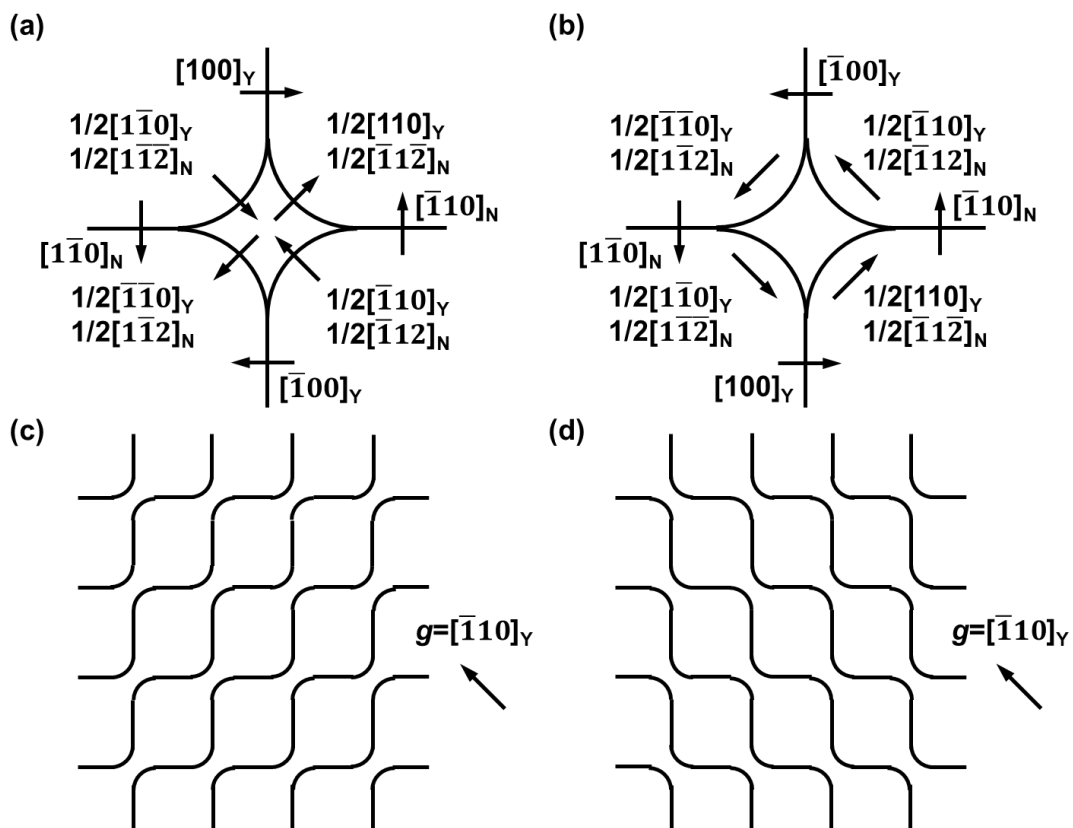 (a)
[100]Y
1/2[11̅0]Y
1/2[11̅2̅]N
1/2[110]Y
1/2[1̅12̅]N
[1̅10]N
[11̅0]N
1/2[1̅1̅0]Y
1/2[11̅2]N
1/2[1̅10]Y
1/2[1̅12]N
[1̅00]Y
(b)
[1̅00]Y
1/2[1̅1̅0]Y
1/2[11̅2]N
1/2[1̅10]Y
1/2[1̅12]N
[1̅10]N
[11̅0]N
1/2[11̅0]Y
1/2[11̅2̅]N
1/2[110]Y
1/2[1̅12̅]N
[100]Y
(c)
g=[1̅10]Y
(d)
g=[1̅10]Y